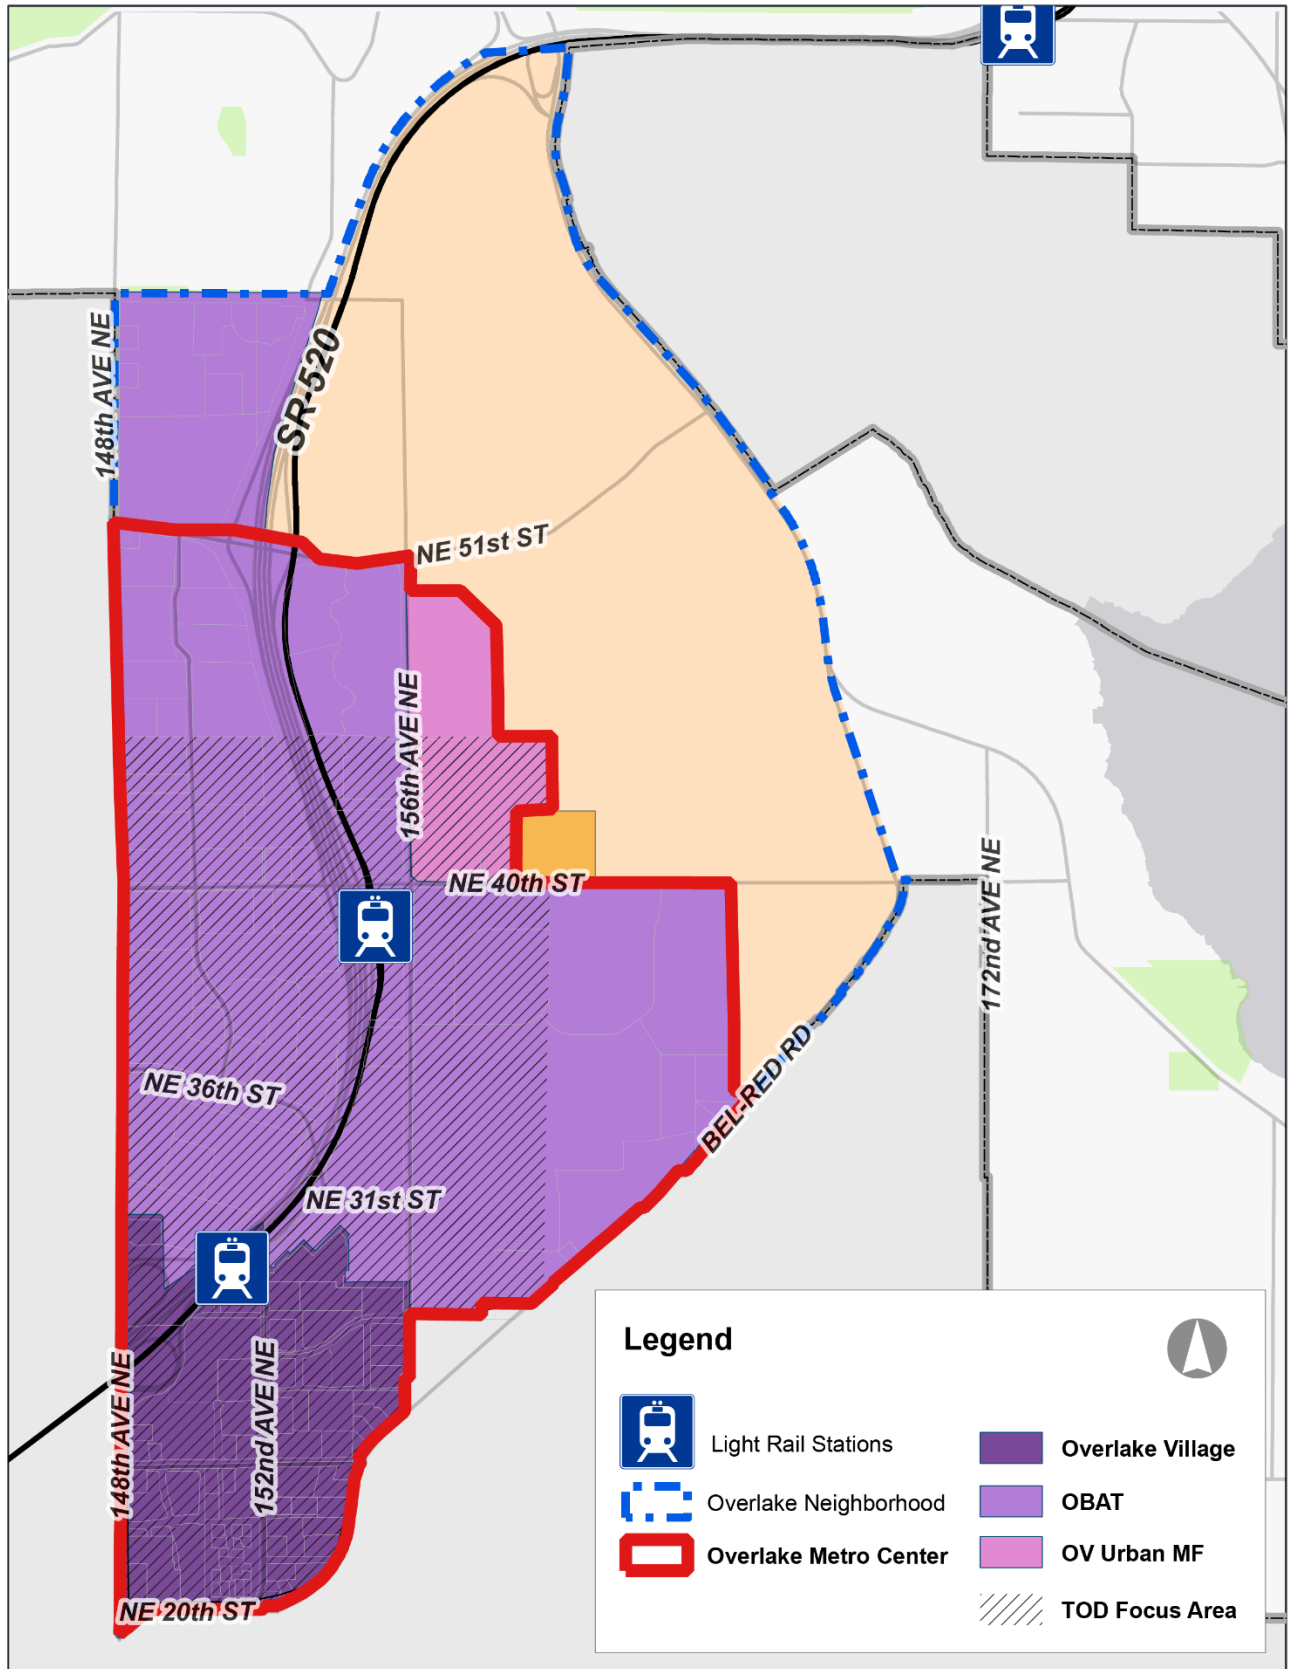 148th AVE NE
SR-520
NE 51st ST
156th AVE NE
NE 40th ST
172nd AVE NE
BEL-RED RD
NE 36th ST
NE 31st ST
148th AVE NE
152nd AVE NE
NE 20th ST
Legend
Light Rail Stations
Overlake Neighborhood
Overlake Metro Center
Overlake Village
OBAT
OV Urban MF
TOD Focus Area